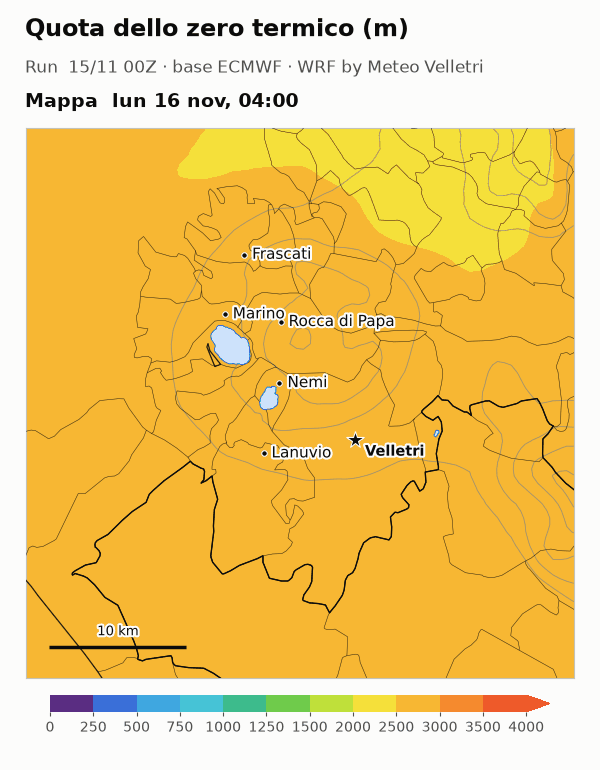 Quota dello zero termico (m)
Run  15/11 00Z · base ECMWF · WRF by Meteo Velletri
Mappa  lun 16 nov, 04:00
Frascati
Marino
Rocca di Papa
Nemi
Velletri
Lanuvio
10 km
0 250 500 750 1000 1250 1500 2000 2500 3000 3500 4000